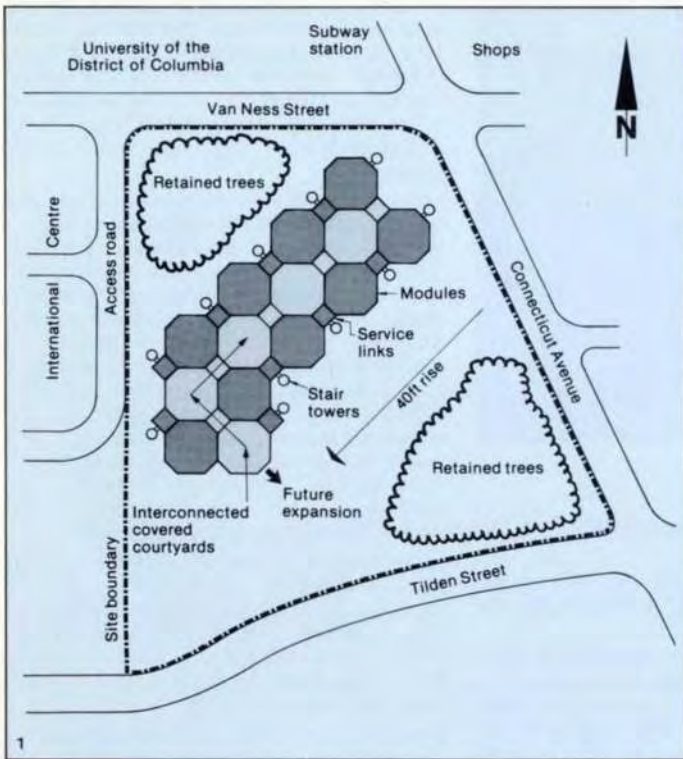 University of the
District of Columbia
Subway
station
Shops
Van Ness Street
N
Retained trees
Centre
International
Access road
Connecticut Avenue
Modules
Service
links
Stair
towers
40ft rise
Retained trees
Interconnected
covered
courtyards
Future
expansion
Site boundary
Tilden Street
1